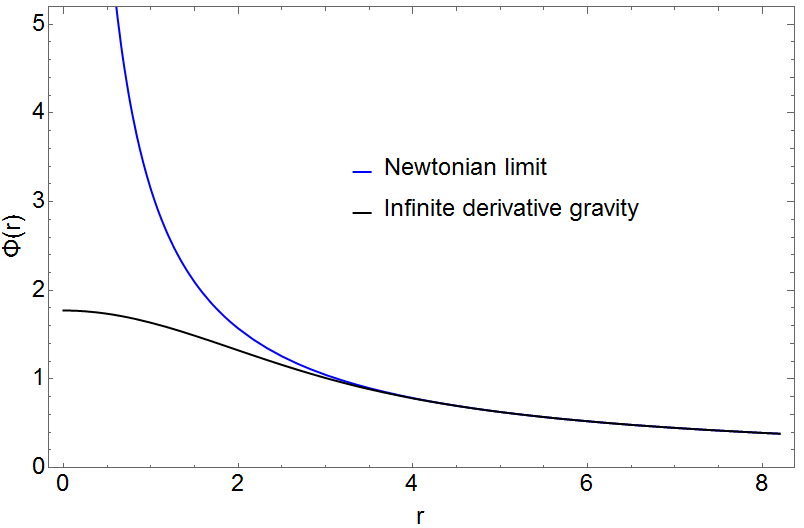 5
4
3
2
1
0
Φ(r)
Newtonian limit
Infinite derivative gravity
0 2 4 6 8
r